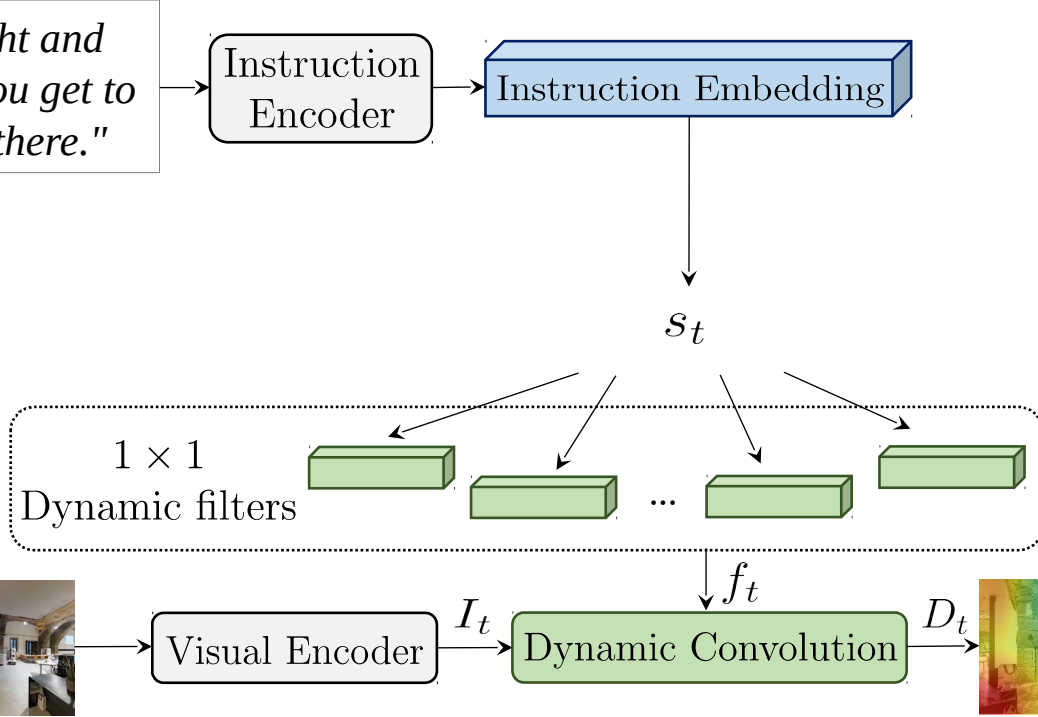 ht and
ou get to
there."
Instruction
Encoder
Instruction Embedding
s_t
1 × 1
Dynamic filters
...
f_t
Visual Encoder
I_t
Dynamic Convolution
D_t